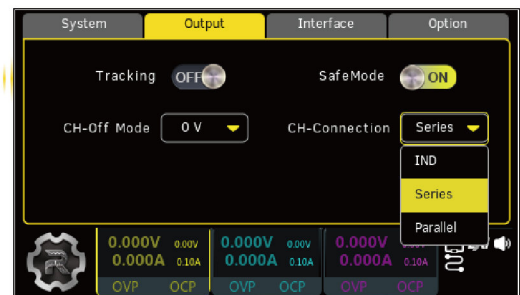 System Output Interface Option
Tracking OFF SafeMode ON
CH-Off Mode 0 V CH-Connection Series
IND
Series
Parallel
0.000V 0.00V 0.000V 0.00V 0.000V
0.000A 0.10A 0.000A 0.10A 0.000A 0.10A
OVP OCP OVP OCP OVP OCP